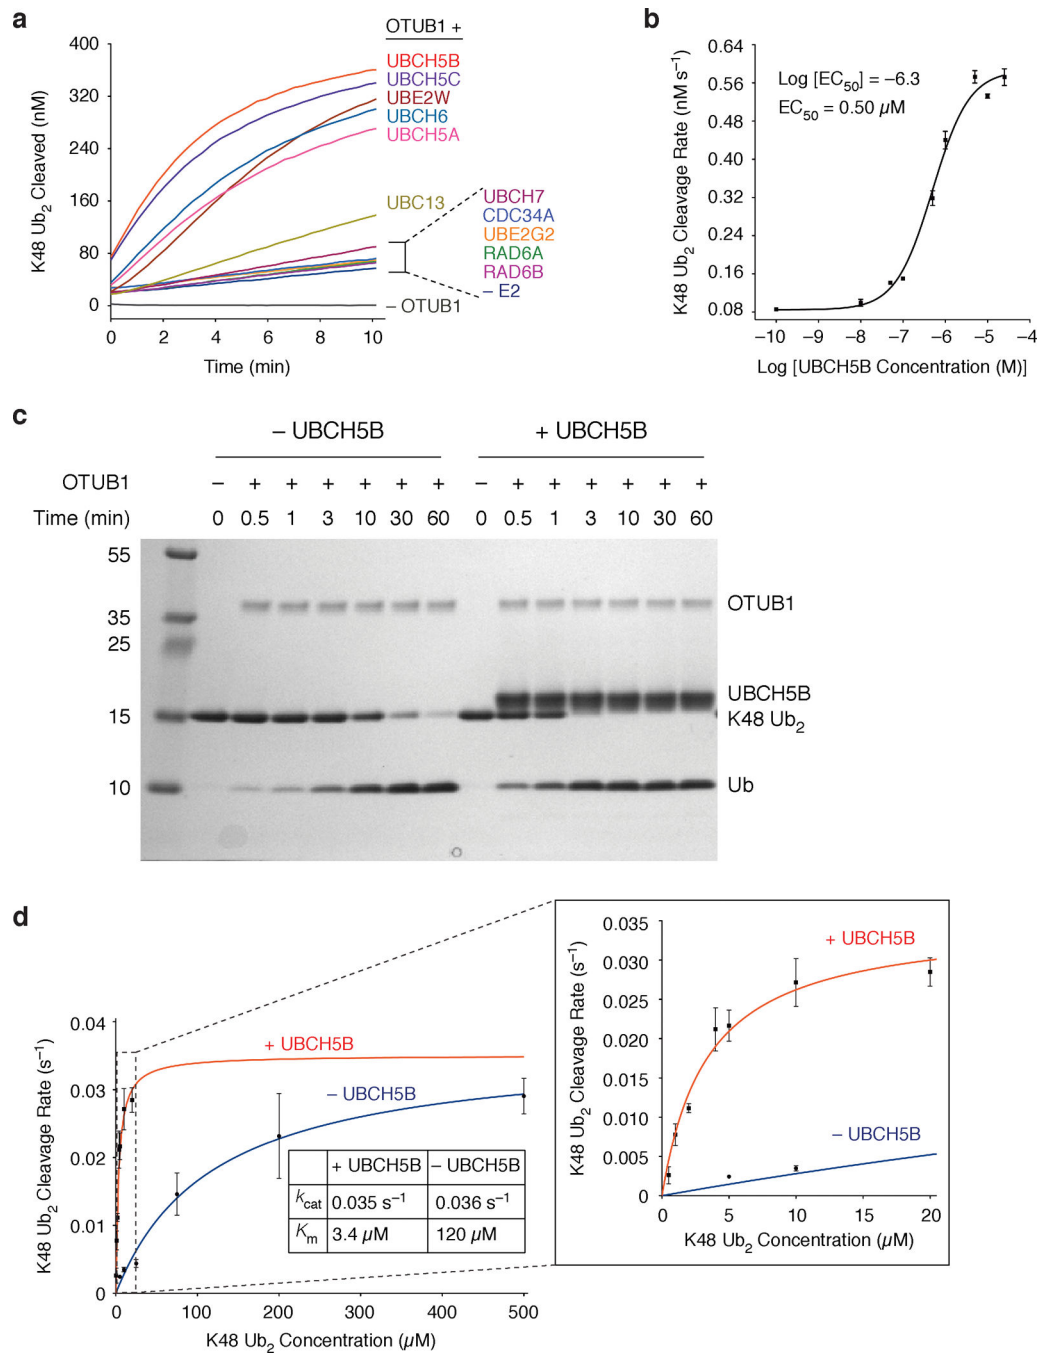 a
OTUB1 +
K48 Ub2 Cleaved (nM)
400
320
240
160
80
0
0 2 4 6 8 10
Time (min)
UBCH5B
UBCH5C
UBE2W
UBCH6
UBCH5A
UBC13
UBCH7
CDC34A
UBE2G2
RAD6A
RAD6B
– E2
– OTUB1
b
K48 Ub2 Cleavage Rate (nM s–1)
0.64
0.56
0.48
0.40
0.32
0.24
0.16
0.08
Log [EC50] = –6.3
EC50 = 0.50 µM
–10 –9 –8 –7 –6 –5 –4
Log [UBCH5B Concentration (M)]
c
– UBCH5B + UBCH5B
OTUB1 – + + + + + + – + + + + + +
Time (min) 0 0.5 1 3 10 30 60 0 0.5 1 3 10 30 60
55
35
25
15
10
OTUB1
UBCH5B
K48 Ub2
Ub
d
K48 Ub2 Cleavage Rate (s–1)
0.04
0.03
0.02
0.01
0
+ UBCH5B
– UBCH5B
+ UBCH5B – UBCH5B
kcat 0.035 s–1 0.036 s–1
Km 3.4 µM 120 µM
0 100 200 300 400 500
K48 Ub2 Concentration (µM)
K48 Ub2 Cleavage Rate (s–1)
0.035
0.030
0.025
0.020
0.015
0.010
0.005
0
+ UBCH5B
– UBCH5B
0 5 10 15 20
K48 Ub2 Concentration (µM)